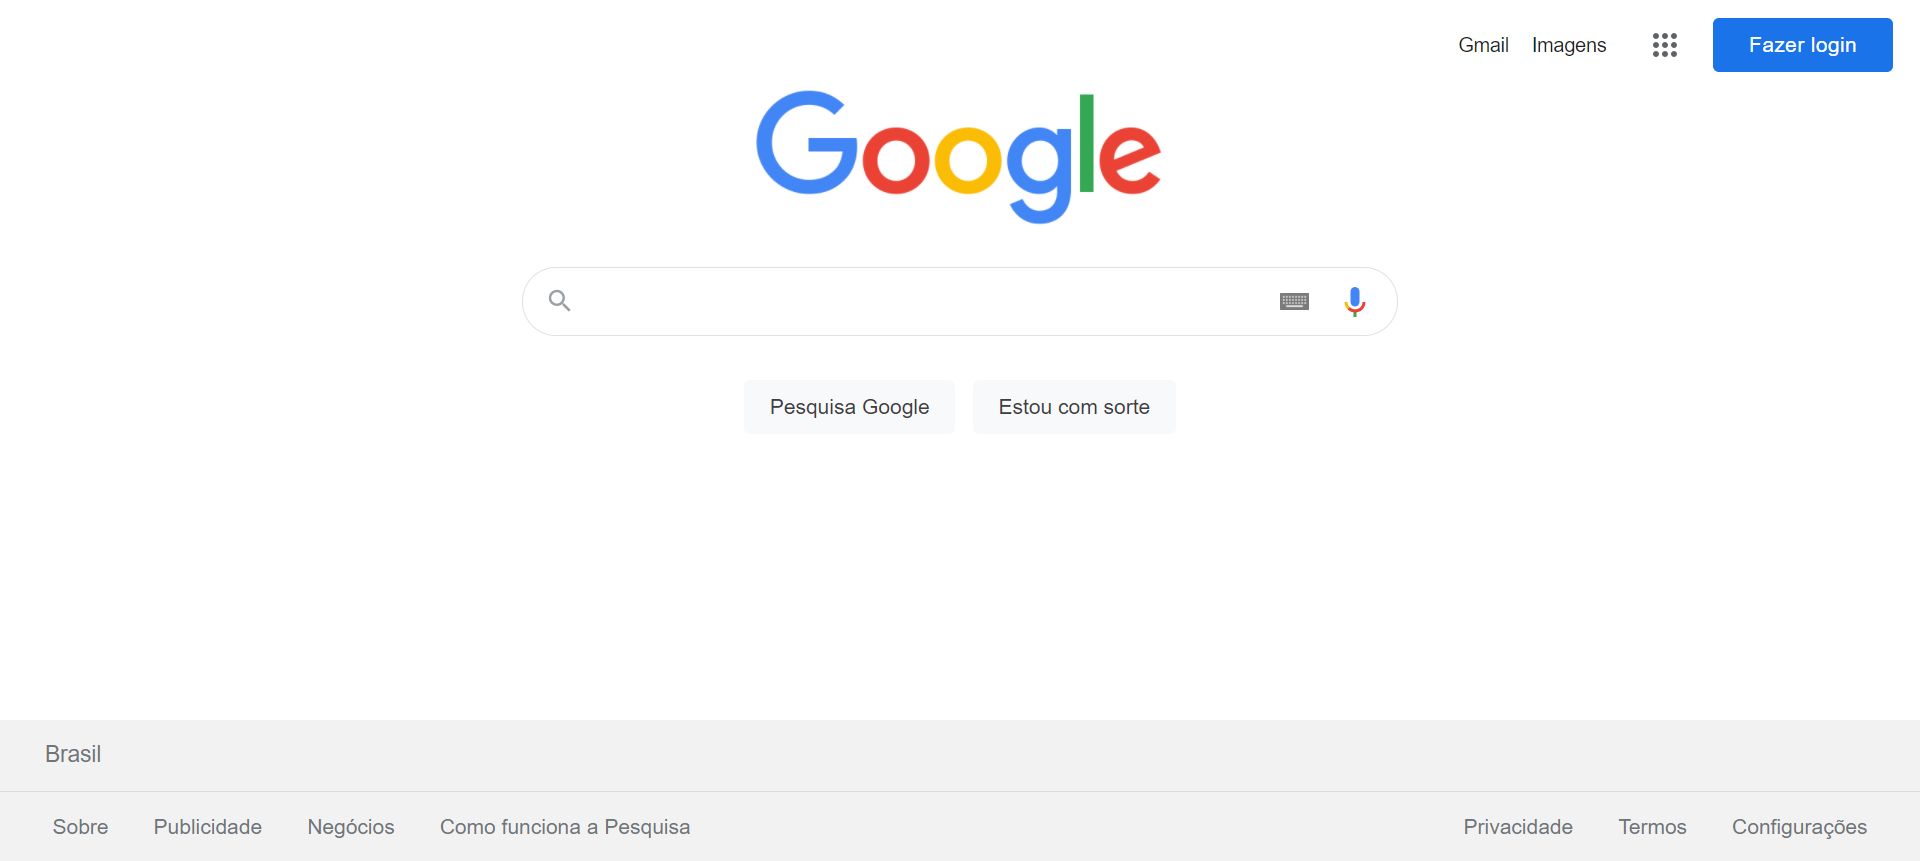 Gmail Imagens Fazer login
Google
Pesquisa Google Estou com sorte
Brasil
Sobre Publicidade Negócios Como funciona a Pesquisa Privacidade Termos Configurações